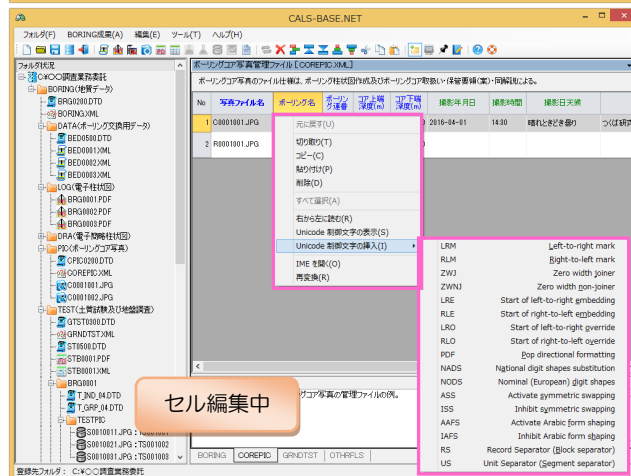 CALS-BASE.NET
フォルダ(F) BORING成果(A) 編集(E) ツール(T) ヘルプ(H)
フォルダ状況
C:¥○○調査業務委託
BORING(地質データ)
BRG0200.DTD
BORING.XML
DATA(ボーリング交換用データ)
BED0500.DTD
BED0001.XML
BED0002.XML
BED0003.XML
LOG(電子柱状図)
BRG0001.PDF
BRG0002.PDF
BRG0003.PDF
DRA(電子簡略柱状図)
PIC(ボーリングコア写真)
CPIC0200.DTD
COREPIC.XML
C0001001.JPG
C0001002.JPG
TEST(土質試験及び地盤調査)
GTST0300.DTD
GRNDTST.XML
ST0500.DTD
STB0001.PDF
STB0001.XML
BRG0001
T_IND_04.DTD
T_GRP_04.DTD
TESTPIC
S0010011.JPG : TS001001
S0010021.JPG : TS001002
S0010031.JPG : TS001003
ボーリングコア写真管理ファイル [COREPIC.XML]
ボーリングコア写真のファイル仕様は、ボーリング柱状図作成及びボーリングコア取扱い・保管要領(案)・同解説による。
No 写真ファイル名 ボーリング名 ボーリング連番 コア上端深度(m) コア下端深度(m) 撮影年月日 撮影時間 撮影日天候
1 C0001001.JPG 2016-04-01 14:30 晴れときどき曇り つくば研究
2 R0001001.JPG
元に戻す(U)
切り取り(T)
コピー(C)
貼り付け(P)
削除(D)
すべて選択(A)
右から左に読む(R)
Unicode 制御文字の表示(S)
Unicode 制御文字の挿入(I)
IME を開く(O)
再変換(R)
LRM Left-to-right mark
RLM Right-to-left mark
ZWJ Zero width joiner
ZWNJ Zero width non-joiner
LRE Start of left-to-right embedding
RLE Start of right-to-left embedding
LRO Start of left-to-right override
RLO Start of right-to-left override
PDF Pop directional formatting
NADS National digit shapes substitution
NODS Nominal (European) digit shapes
ASS Activate symmetric swapping
ISS Inhibit symmetric swapping
AAFS Activate Arabic form shaping
IAFS Inhibit Arabic form shaping
RS Record Separator (Block separator)
US Unit Separator (Segment separator)
セル編集中
グコア写真の管理ファイルの例。
BORING COREPIC GRNDTST OTHRFLS
登録先フォルダ : C:¥○○調査業務委託